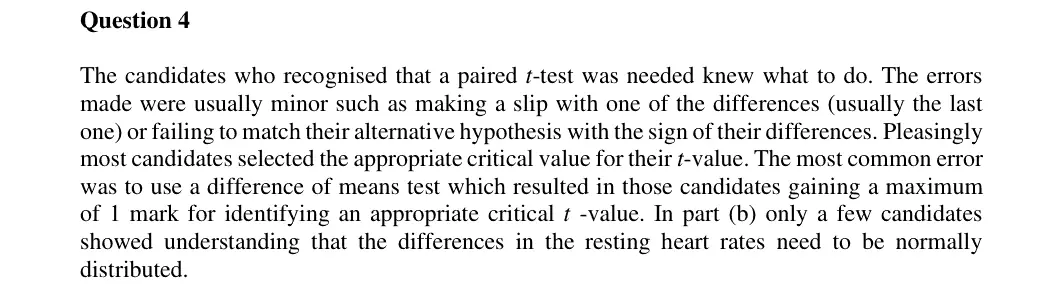 Question 4
The candidates who recognised that a paired t-test was needed knew what to do. The errors
made were usually minor such as making a slip with one of the differences (usually the last
one) or failing to match their alternative hypothesis with the sign of their differences. Pleasingly
most candidates selected the appropriate critical value for their t-value. The most common error
was to use a difference of means test which resulted in those candidates gaining a maximum
of 1 mark for identifying an appropriate critical t -value. In part (b) only a few candidates
showed understanding that the differences in the resting heart rates need to be normally
distributed.